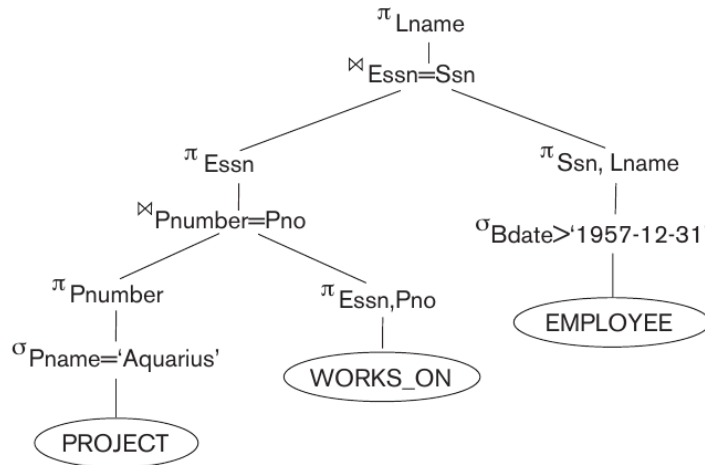 π Lname
⋈ Essn=Ssn
π Essn
π Ssn, Lname
⋈ Pnumber=Pno
σ Bdate>‘1957-12-31’
π Pnumber
π Essn,Pno
EMPLOYEE
σ Pname=‘Aquarius’
WORKS_ON
PROJECT